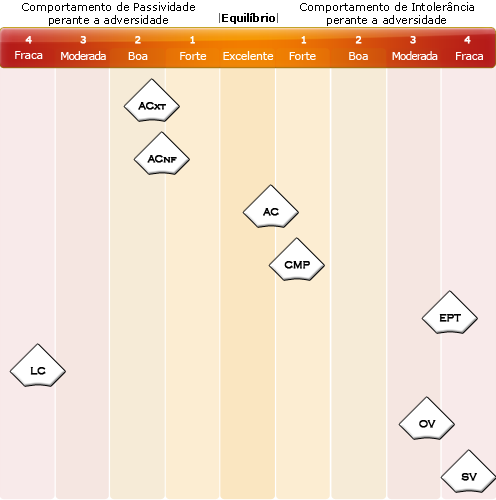 Comportamento de Passividade
perante a adversidade
|Equilíbrio|
Comportamento de Intolerância
perante a adversidade
4 3 2 1 1 2 3 4
Fraca Moderada Boa Forte Excelente Forte Boa Moderada Fraca
ACXT
ACNF
AC
CMP
EPT
LC
OV
SV